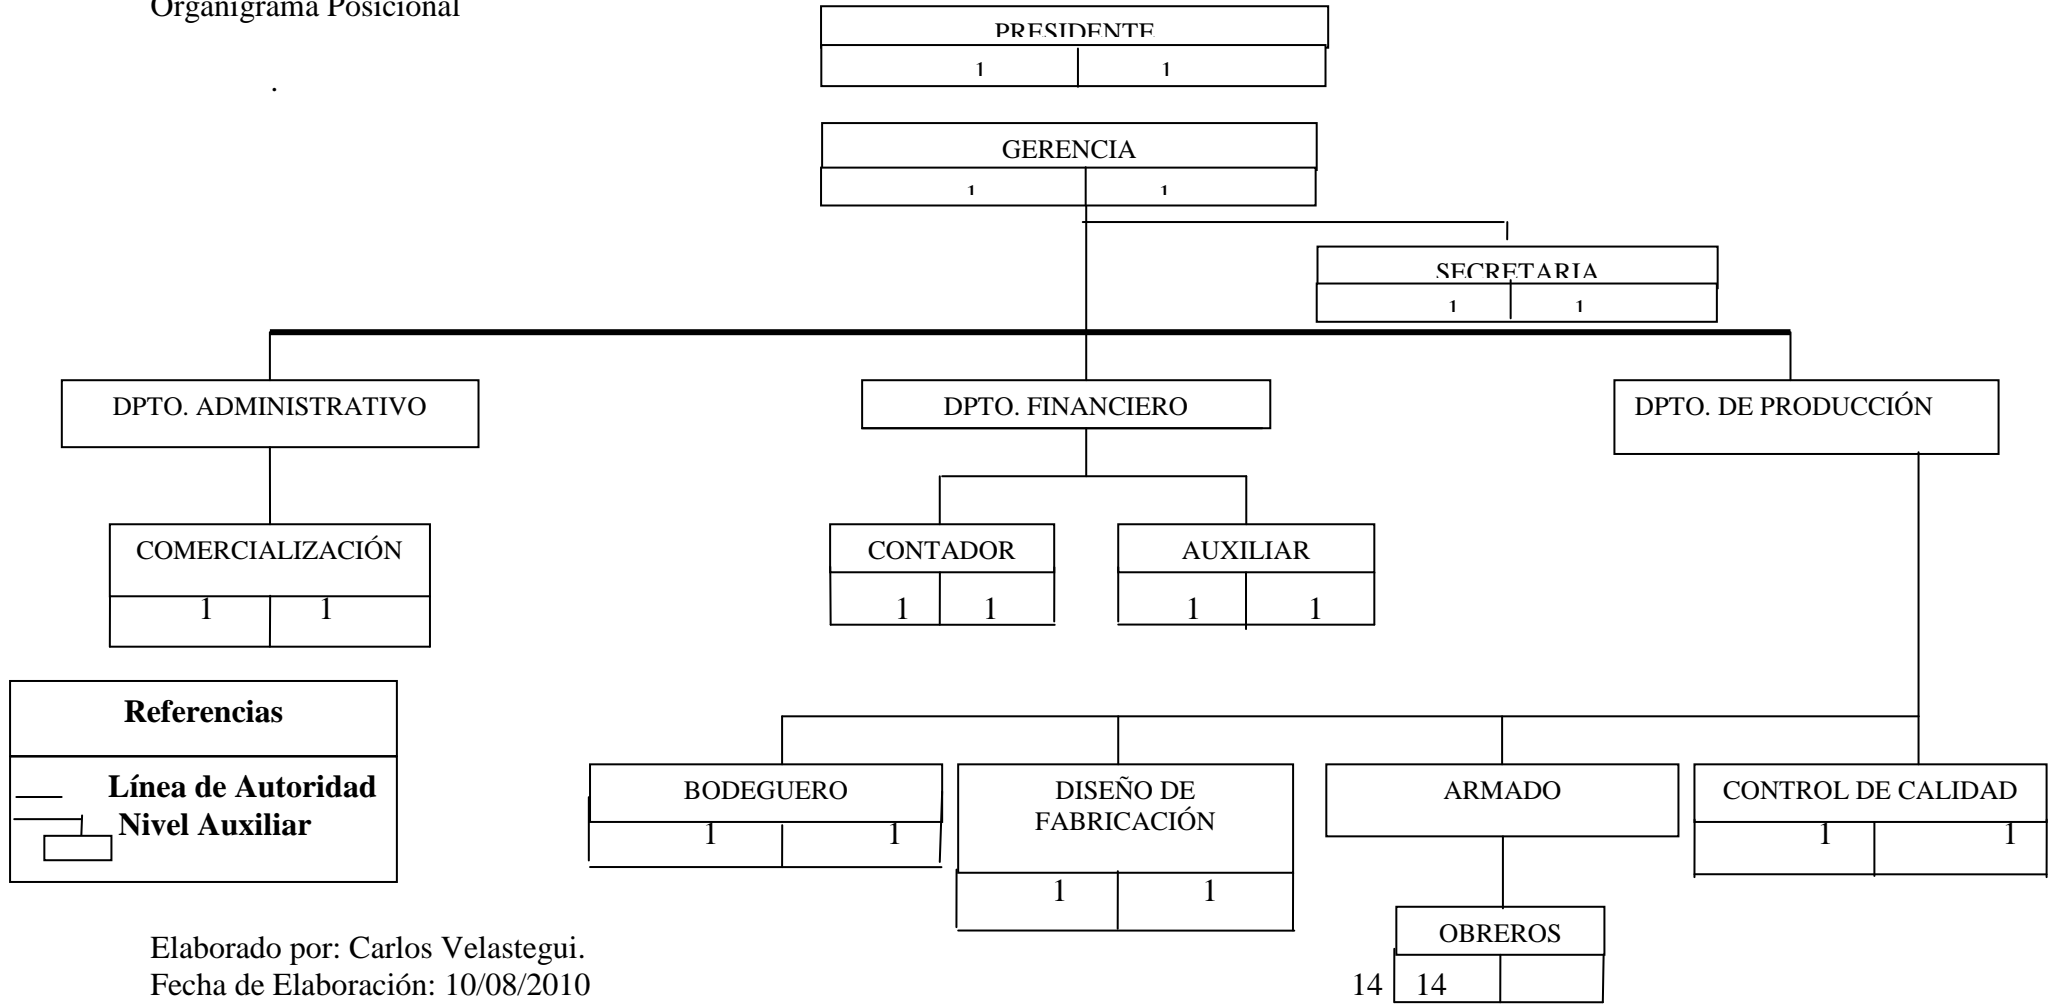 Organigrama Posicional
PRESIDENTE
1 1
.
GERENCIA
1 1
SECRETARIA
1 1
DPTO. ADMINISTRATIVO
DPTO. FINANCIERO
DPTO. DE PRODUCCIÓN
COMERCIALIZACIÓN
1 1
CONTADOR
1 1
AUXILIAR
1 1
Referencias
Línea de Autoridad
Nivel Auxiliar
BODEGUERO
1 1
DISEÑO DE
FABRICACIÓN
1 1
ARMADO
CONTROL DE CALIDAD
1 1
OBREROS
14 14
Elaborado por: Carlos Velastegui.
Fecha de Elaboración: 10/08/2010